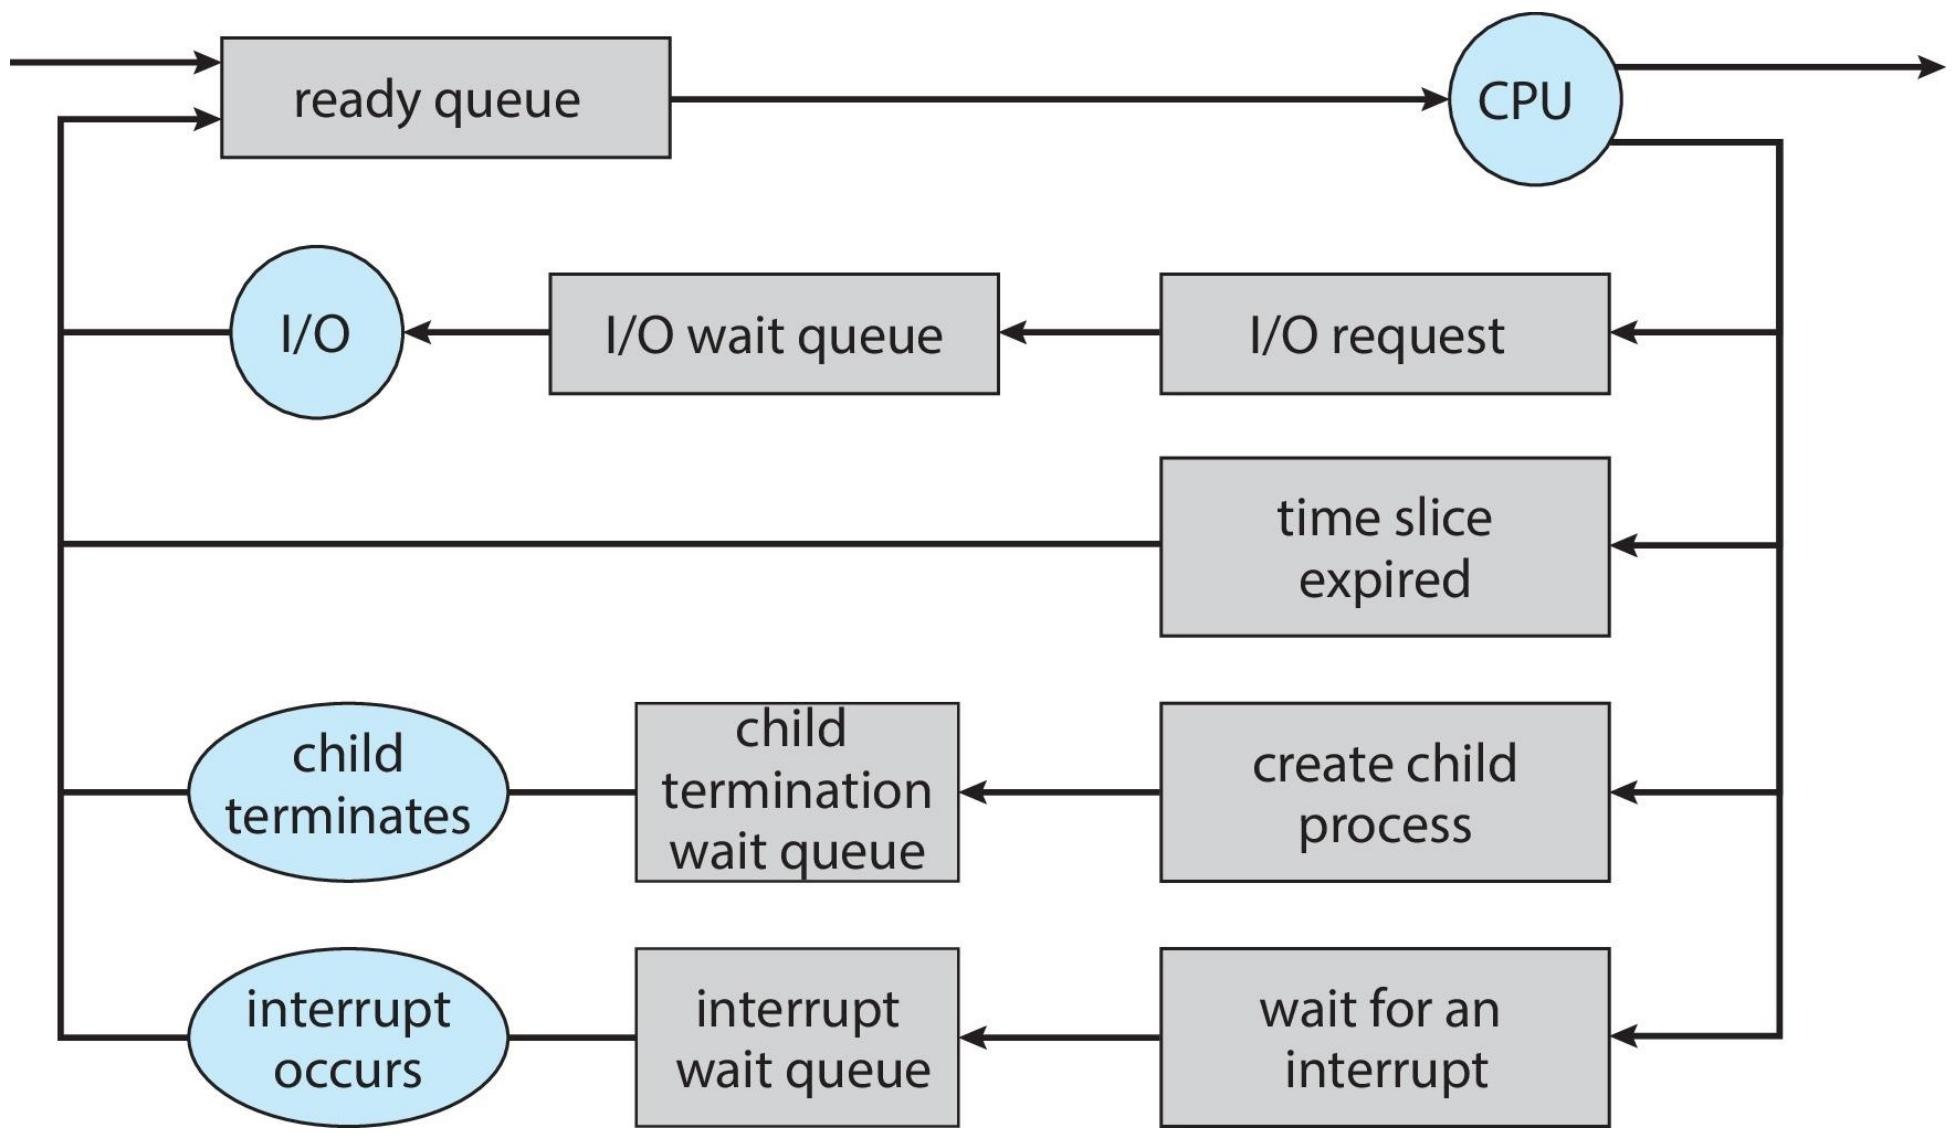 ready queue
CPU
I/O
I/O wait queue
I/O request
time slice
expired
child
terminates
child
termination
wait queue
create child
process
interrupt
occurs
interrupt
wait queue
wait for an
interrupt